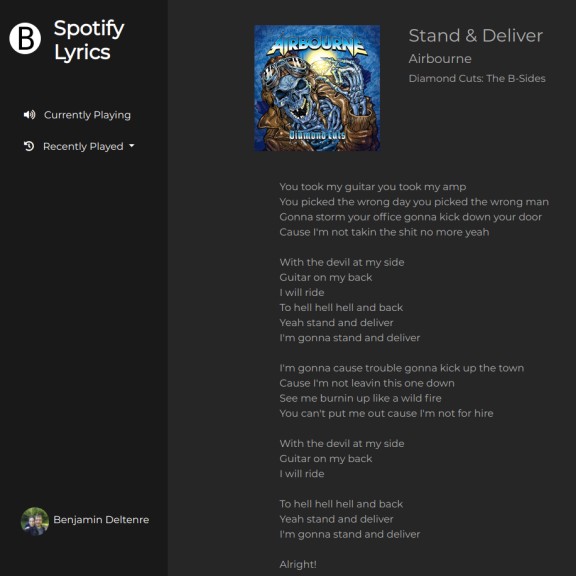 B
Spotify
Lyrics
Currently Playing
Recently Played
Benjamin Deltenre
AIRBOURNE
Diamond Cuts
Stand & Deliver
Airbourne
Diamond Cuts: The B-Sides
You took my guitar you took my amp
You picked the wrong day you picked the wrong man
Gonna storm your office gonna kick down your door
Cause I'm not takin the shit no more yeah
With the devil at my side
Guitar on my back
I will ride
To hell hell hell and back
Yeah stand and deliver
I'm gonna stand and deliver
I'm gonna cause trouble gonna kick up the town
Cause I'm not leavin this one down
See me burnin up like a wild fire
You can't put me out cause I'm not for hire
With the devil at my side
Guitar on my back
I will ride
To hell hell hell and back
Yeah stand and deliver
I'm gonna stand and deliver
Alright!